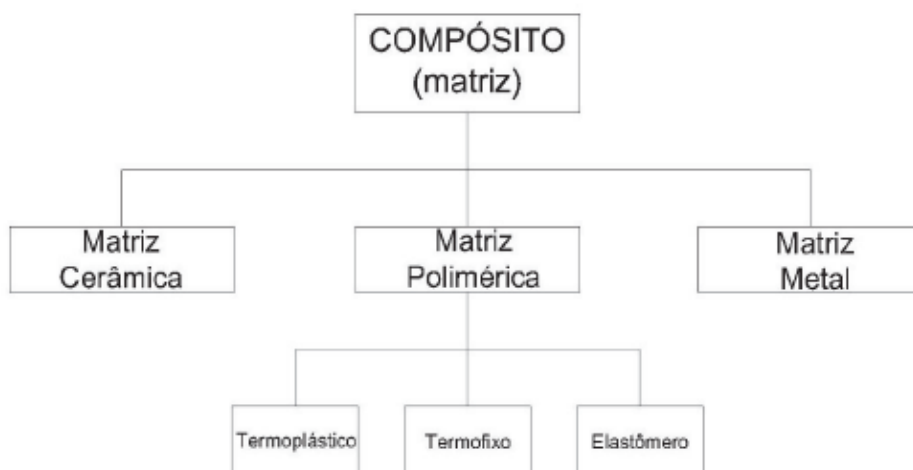 COMPÓSITO
(matriz)
Matriz
Cerâmica
Matriz
Polimérica
Matriz
Metal
Termoplástico
Termofixo
Elastômero